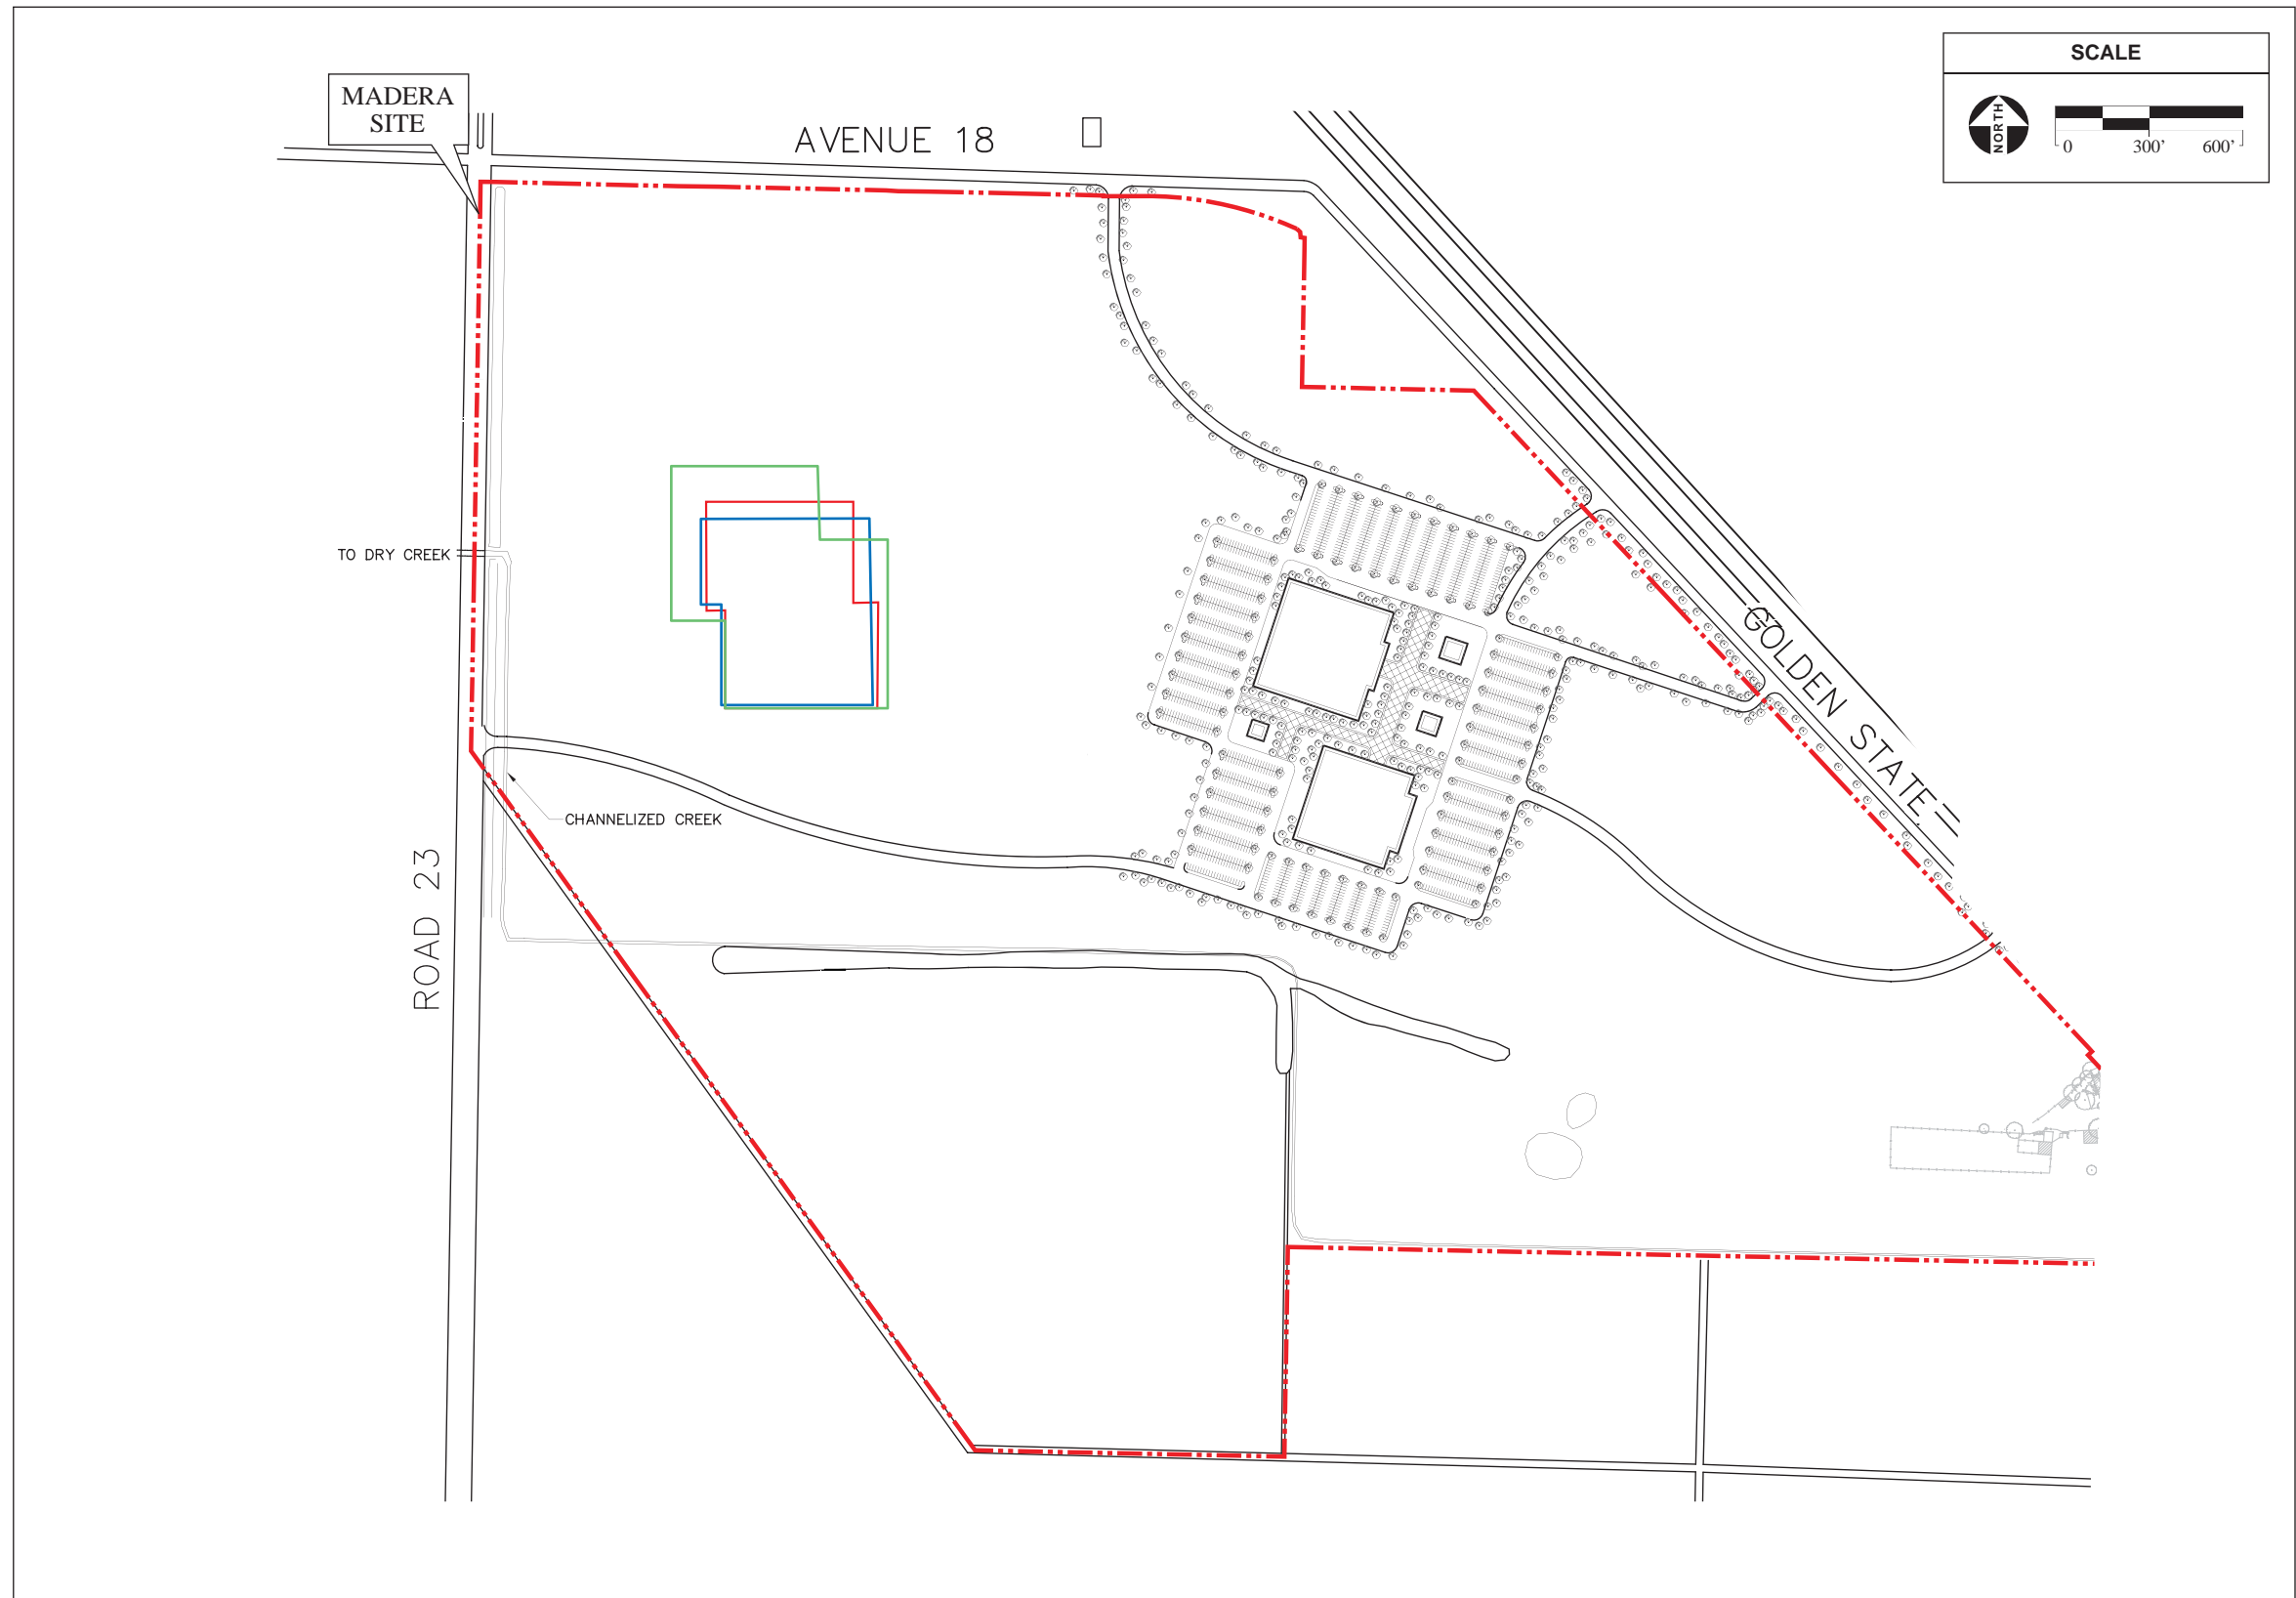 SCALE
NORTH
0 300' 600'
MADERA
SITE
AVENUE 18
TO DRY CREEK
GOLDEN STATE
CHANNELIZED CREEK
ROAD 23